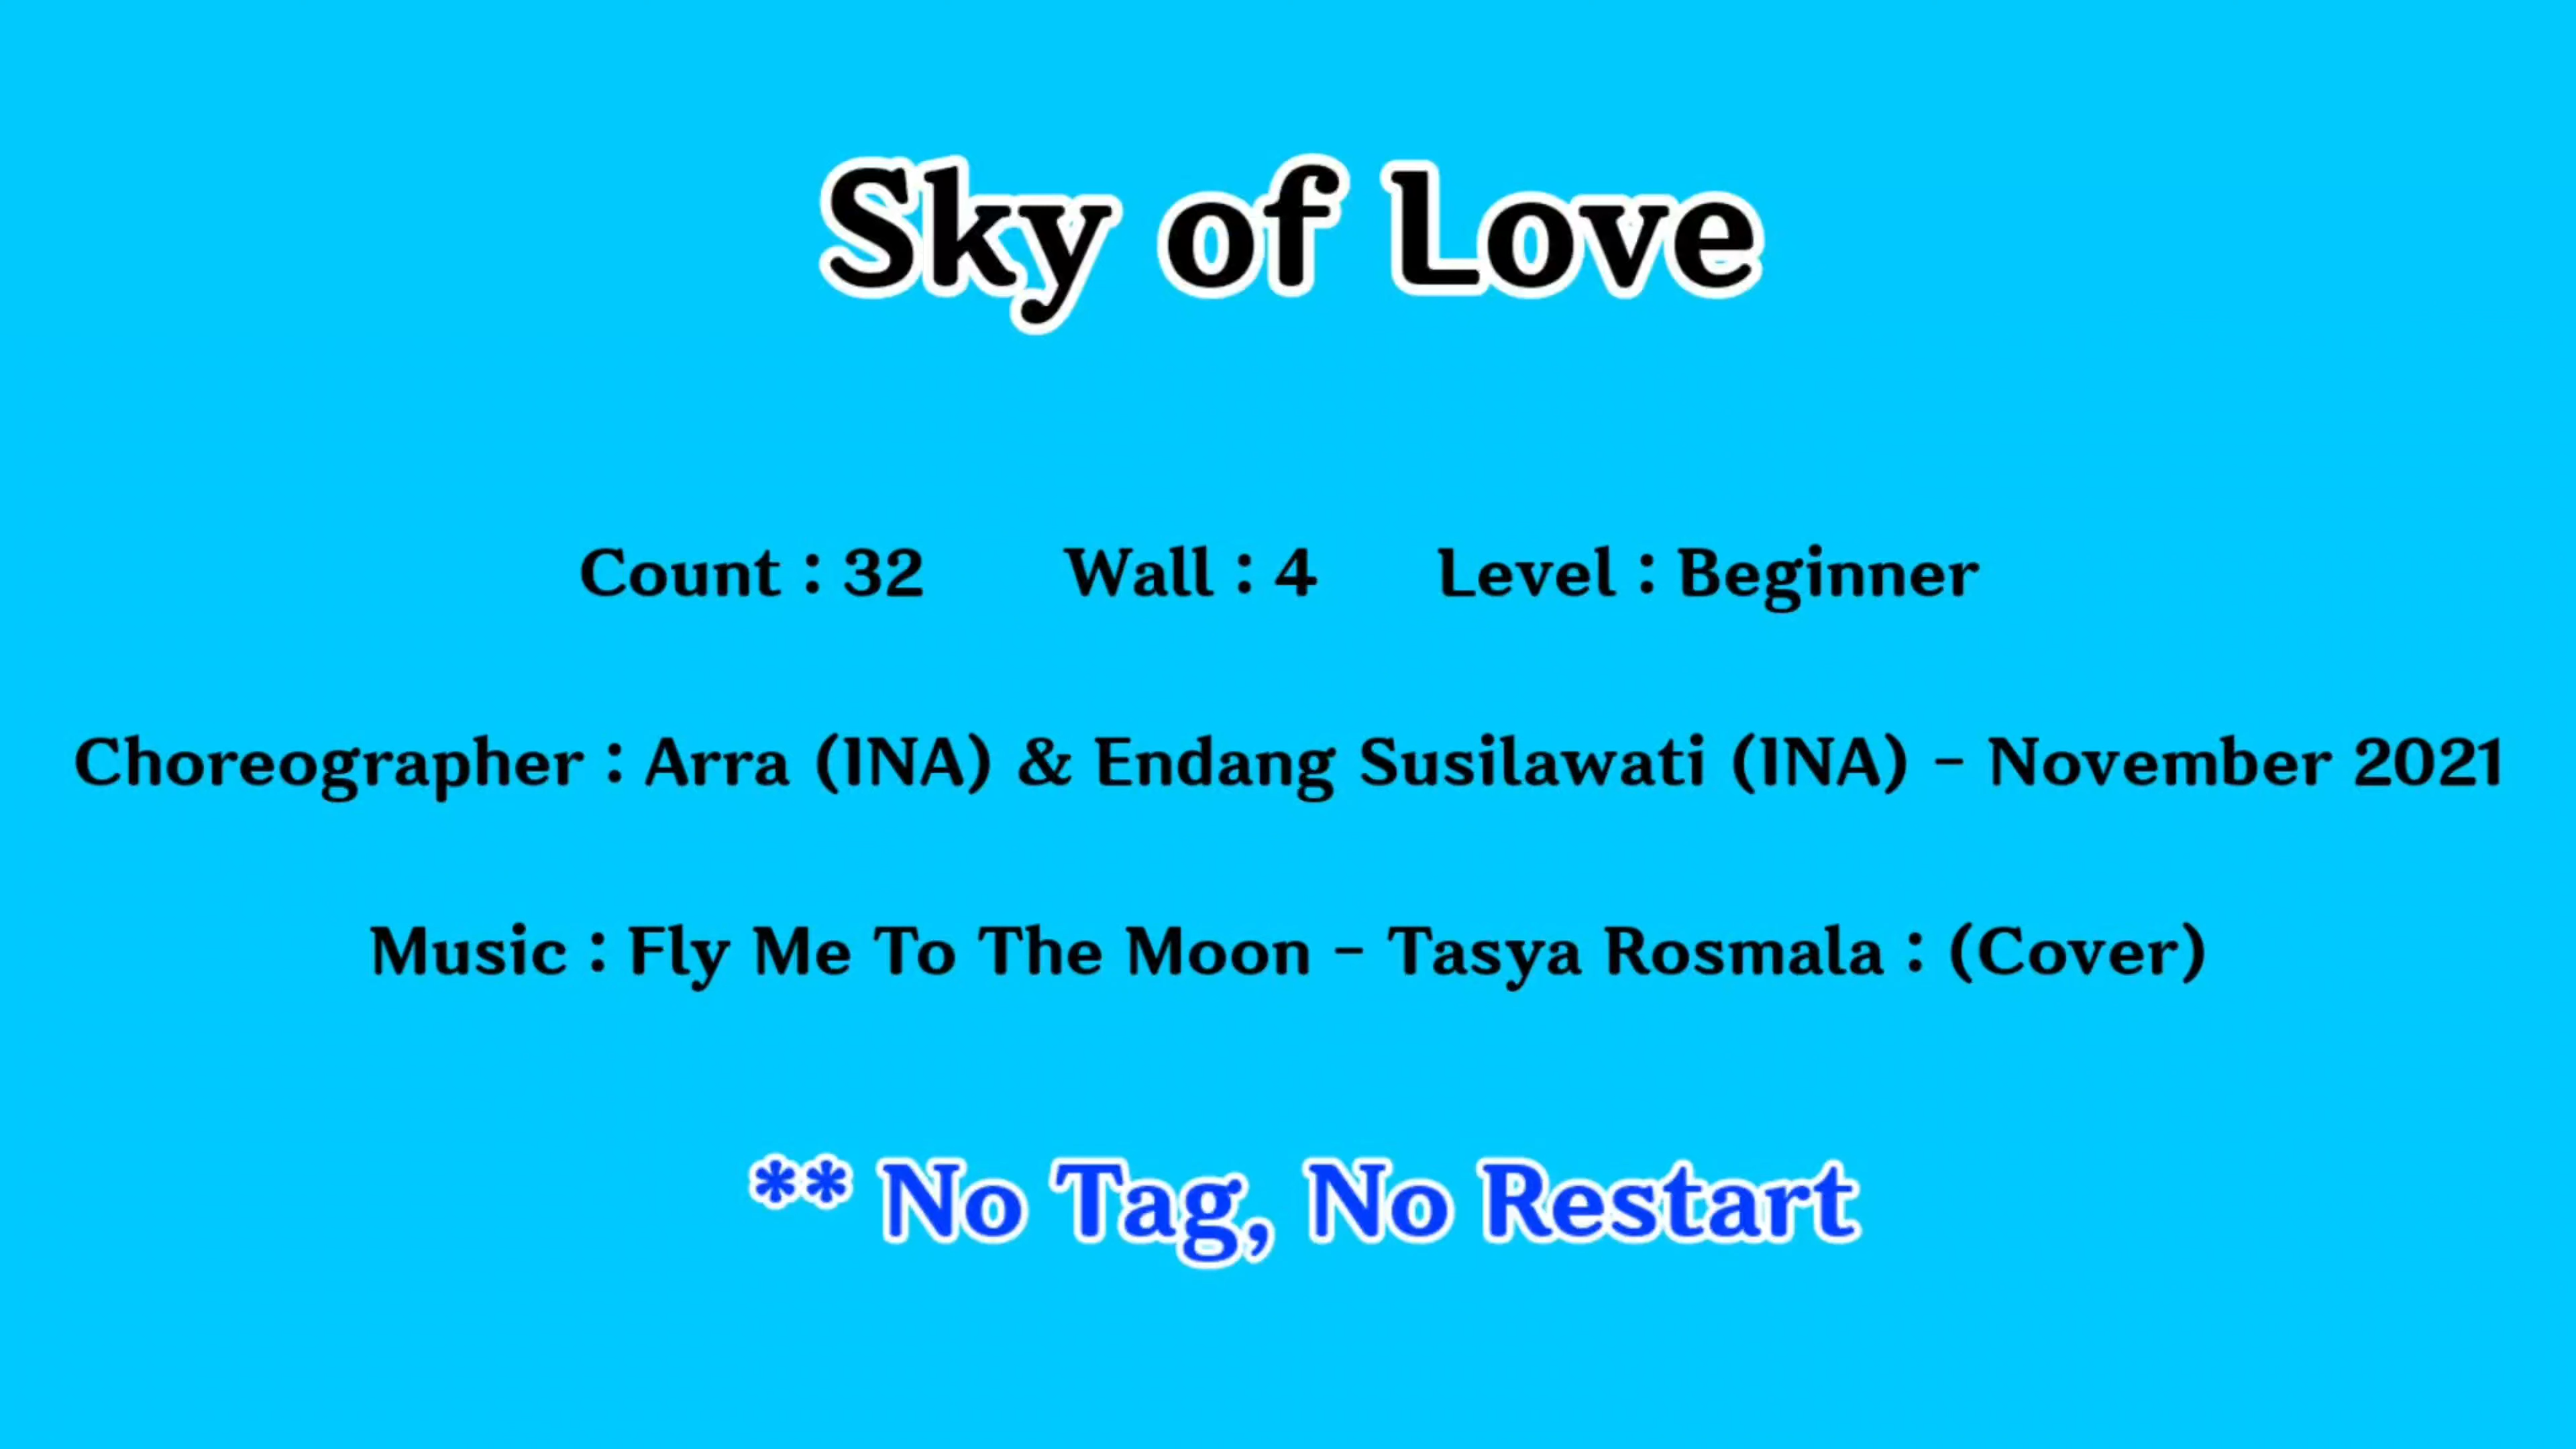 Sky of Love
Count : 32 Wall : 4 Level : Beginner
Choreographer : Arra (INA) & Endang Susilawati (INA) - November 2021
Music : Fly Me To The Moon - Tasya Rosmala : (Cover)
** No Tag, No Restart